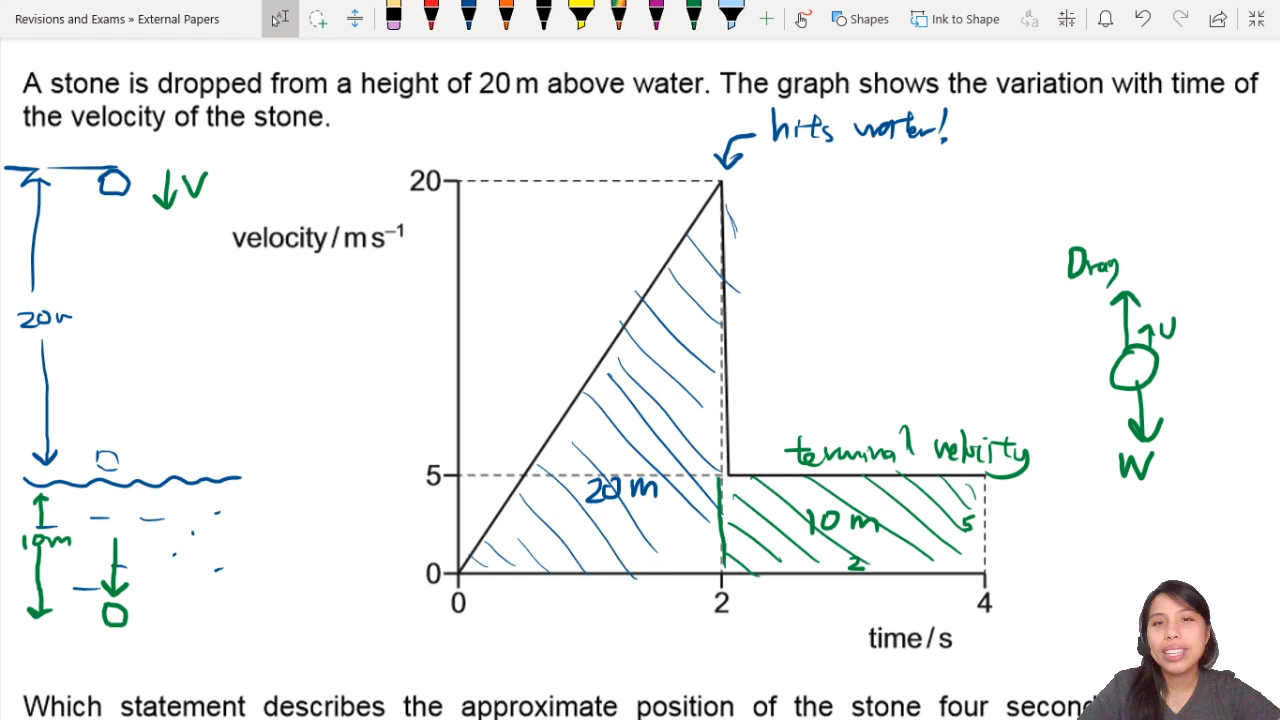 Revisions and Exams » External Papers
Shapes
Ink to Shape
A stone is dropped from a height of 20 m above water. The graph shows the variation with time of
the velocity of the stone.
hits water!
20
V
velocity / m s⁻¹
Drag
U
20m
W
terminal velocity
5
20 m
10 m
5
2
10m
0
0
2
4
time / s
Which statement describes the approximate position of the stone four